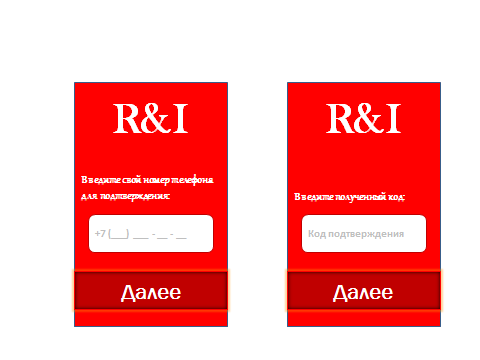 R&I
Введите свой номер телефона
для подтверждения:
+7 (___) ___ - __ - __
Далее
R&I
Введите полученный код:
Код подтверждения
Далее